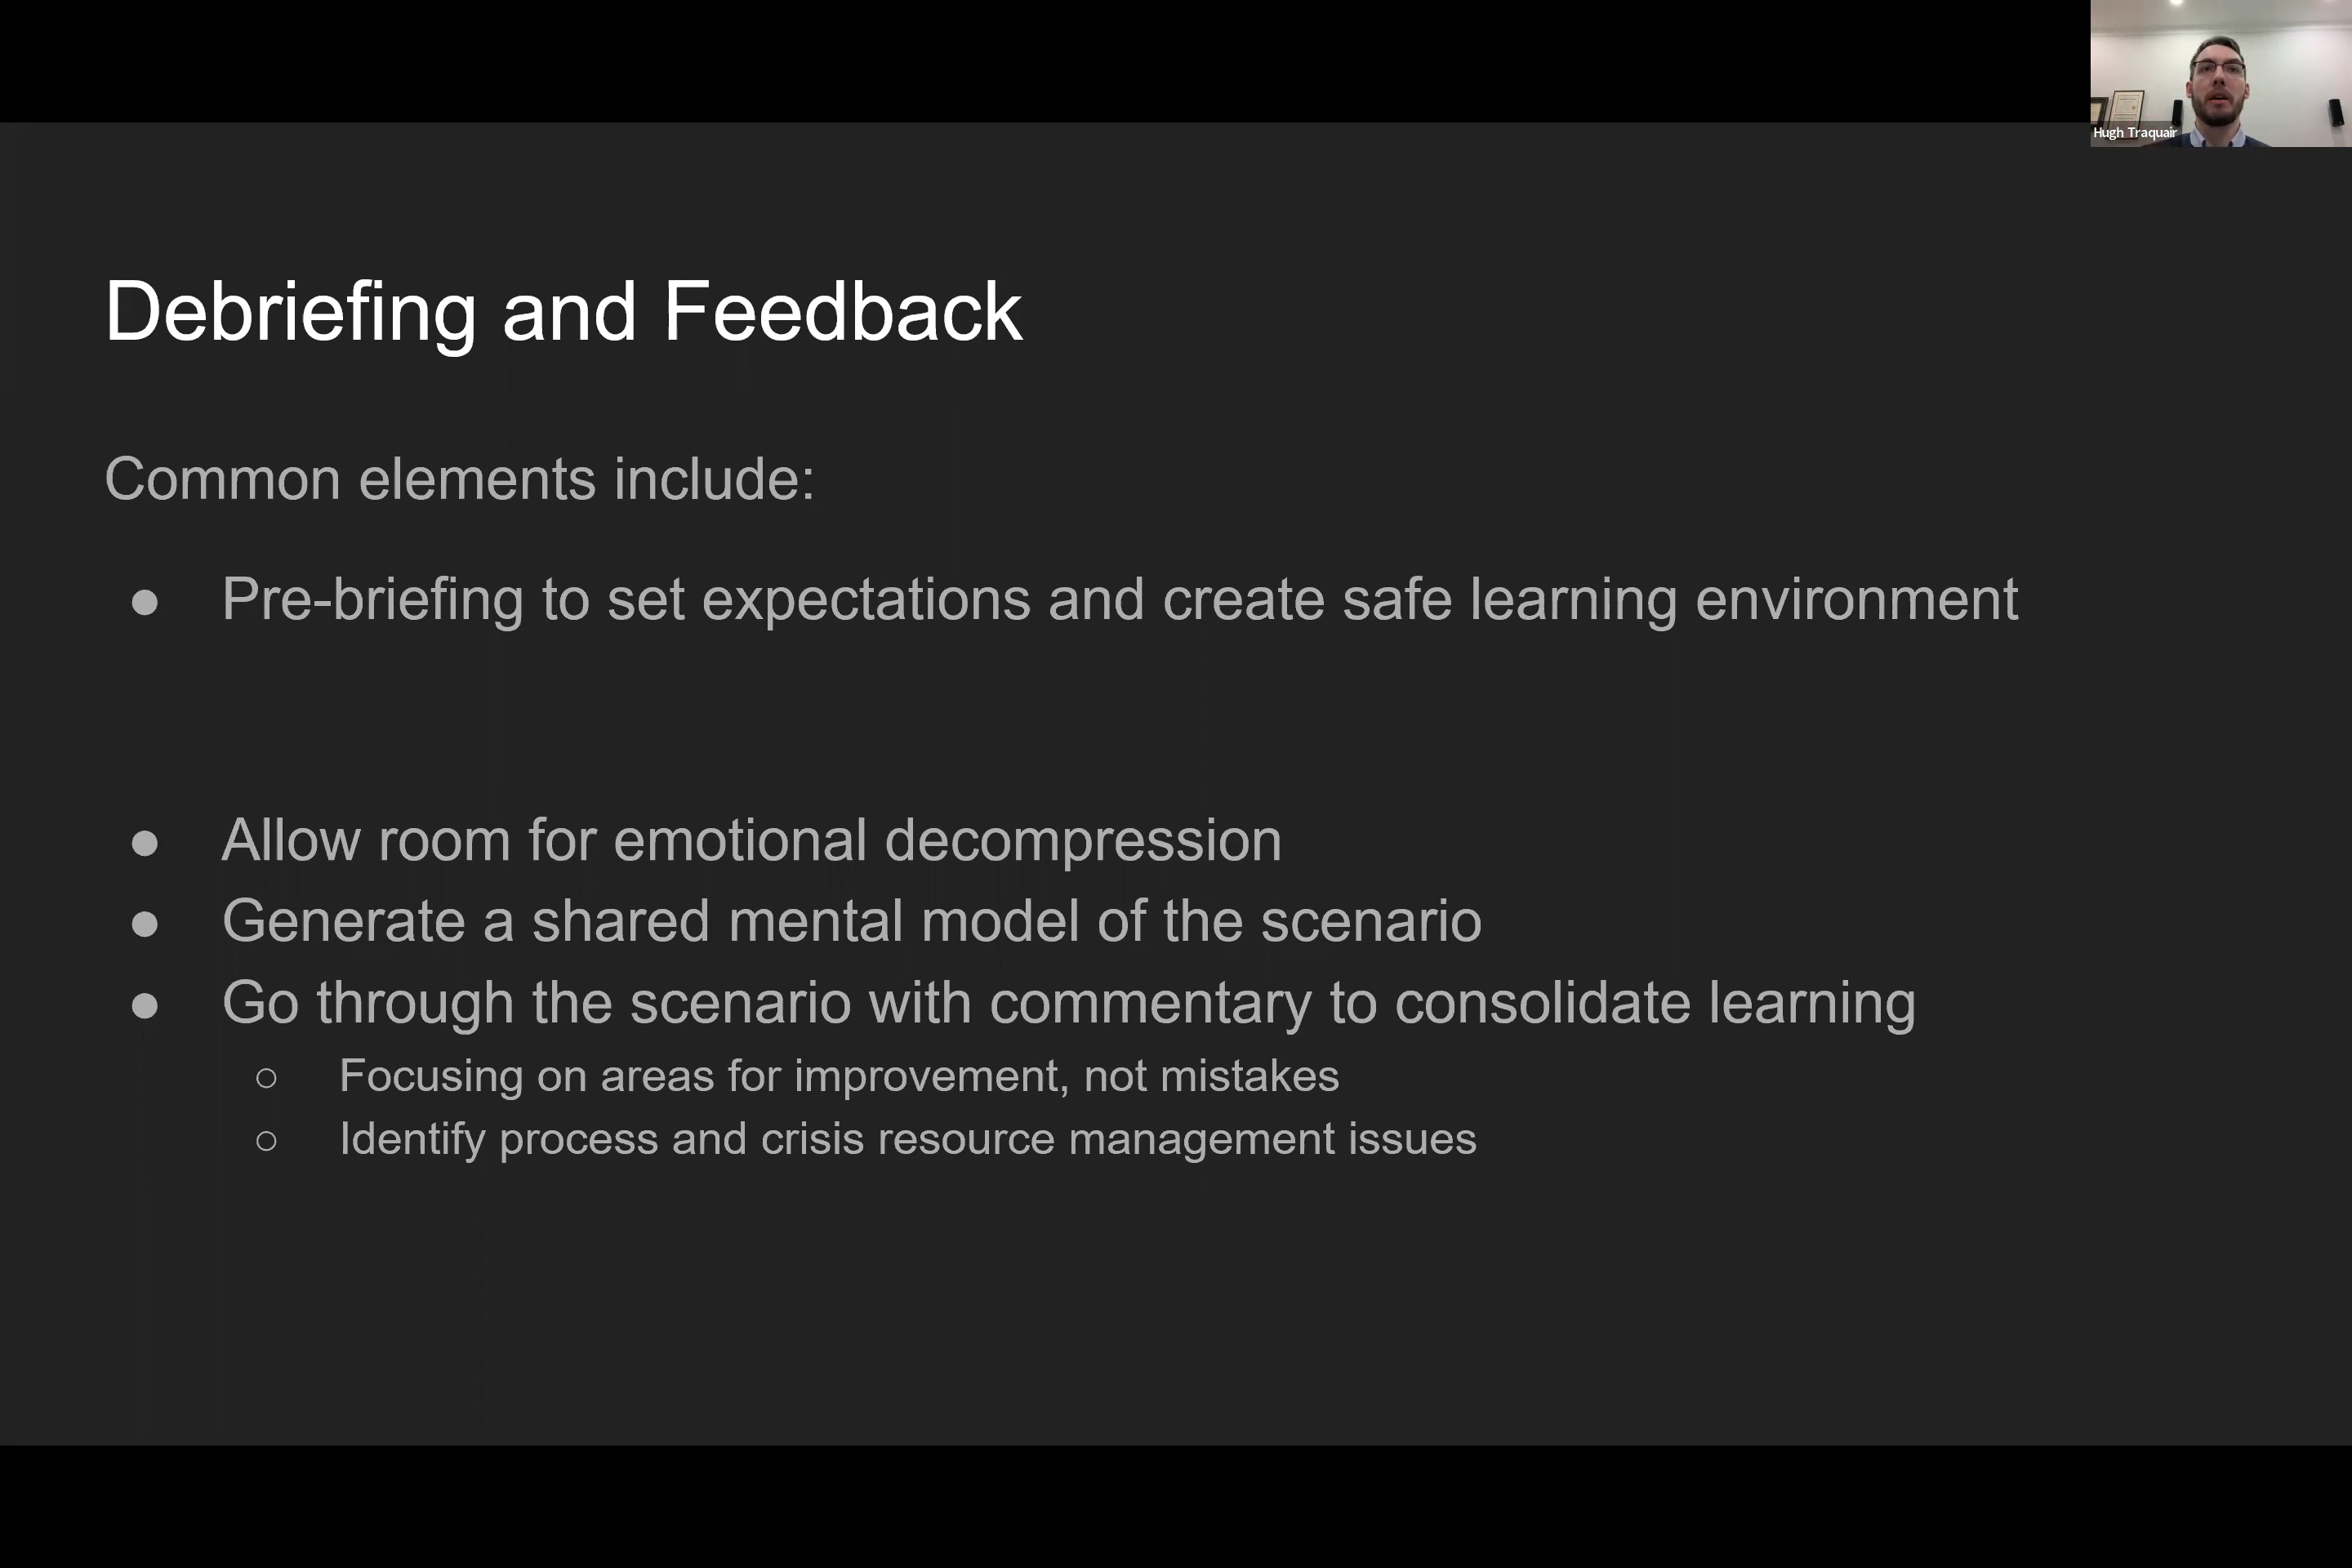 Hugh Traquair
Debriefing and Feedback
Common elements include:
● Pre-briefing to set expectations and create safe learning environment
● Allow room for emotional decompression
● Generate a shared mental model of the scenario
● Go through the scenario with commentary to consolidate learning
○ Focusing on areas for improvement, not mistakes
○ Identify process and crisis resource management issues